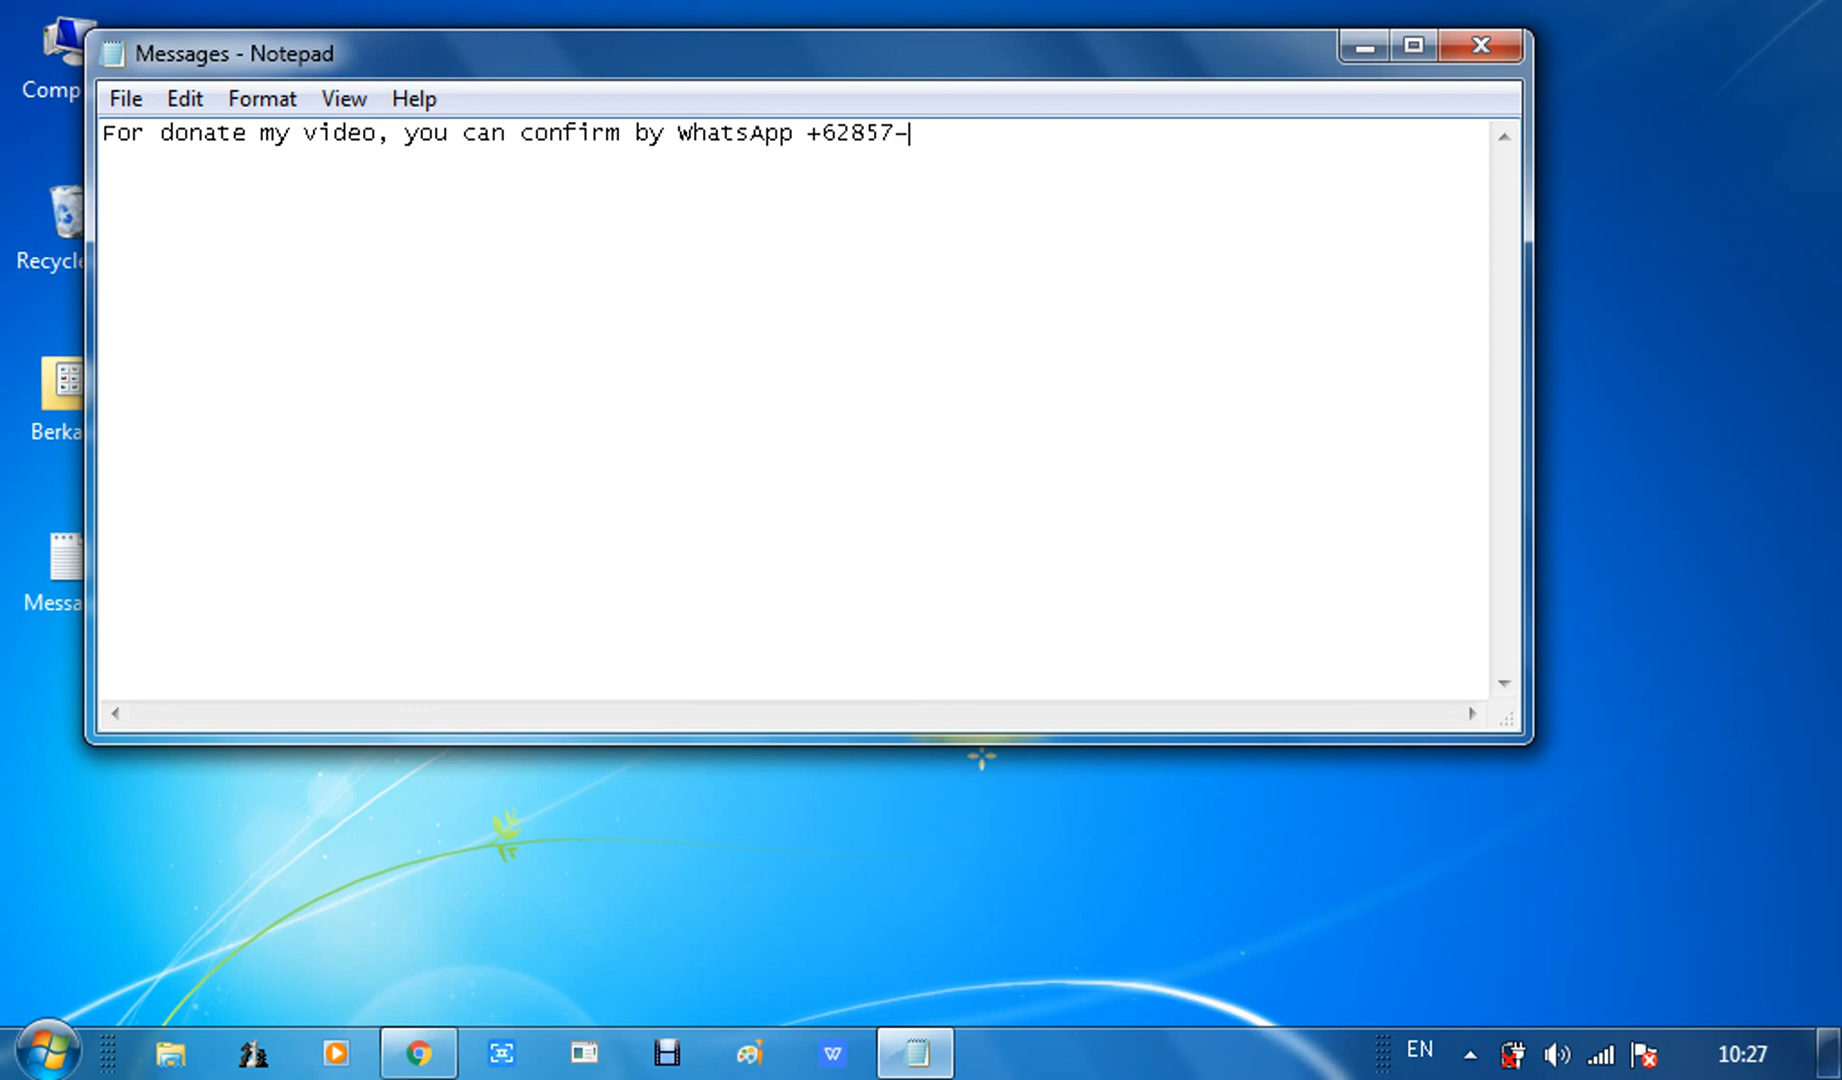 Messages - Notepad
File Edit Format View Help
For donate my video, you can confirm by WhatsApp +62857-
Comp
Recycle
Berka
Messa
W
EN
10:27